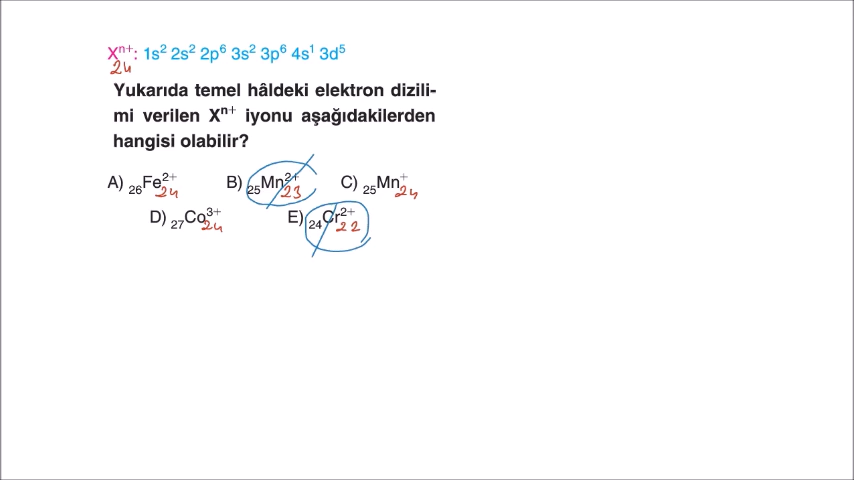 Xⁿ⁺: 1s² 2s² 2p⁶ 3s² 3p⁶ 4s¹ 3d⁵
24
Yukarıda temel hâldeki elektron dizili-
mi verilen Xⁿ⁺ iyonu aşağıdakilerden
hangisi olabilir?
A) ₂₆Fe²⁺ 24 B) ₂₅Mn²⁺ 23 C) ₂₅Mn⁺ 24
D) ₂₇Co³⁺ 24 E) ₂₄Cr²⁺ 22